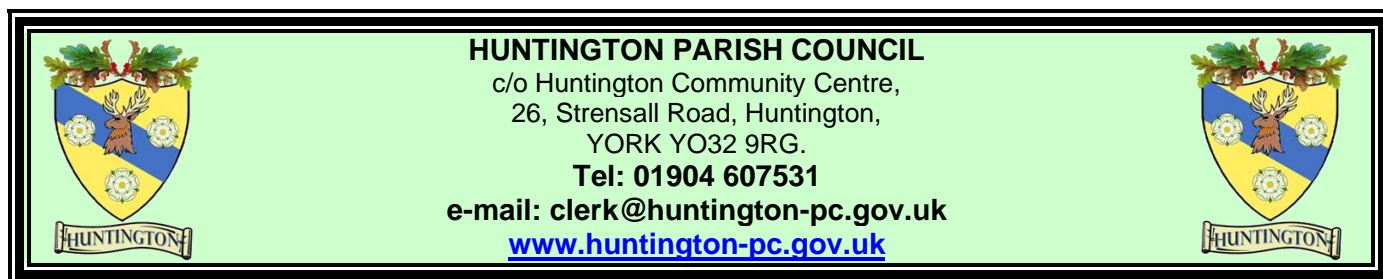 HUNTINGTON PARISH COUNCIL
c/o Huntington Community Centre,
26, Strensall Road, Huntington,
YORK YO32 9RG.
Tel: 01904 607531
e-mail: clerk@huntington-pc.gov.uk
www.huntington-pc.gov.uk
HUNTINGTON
HUNTINGTON